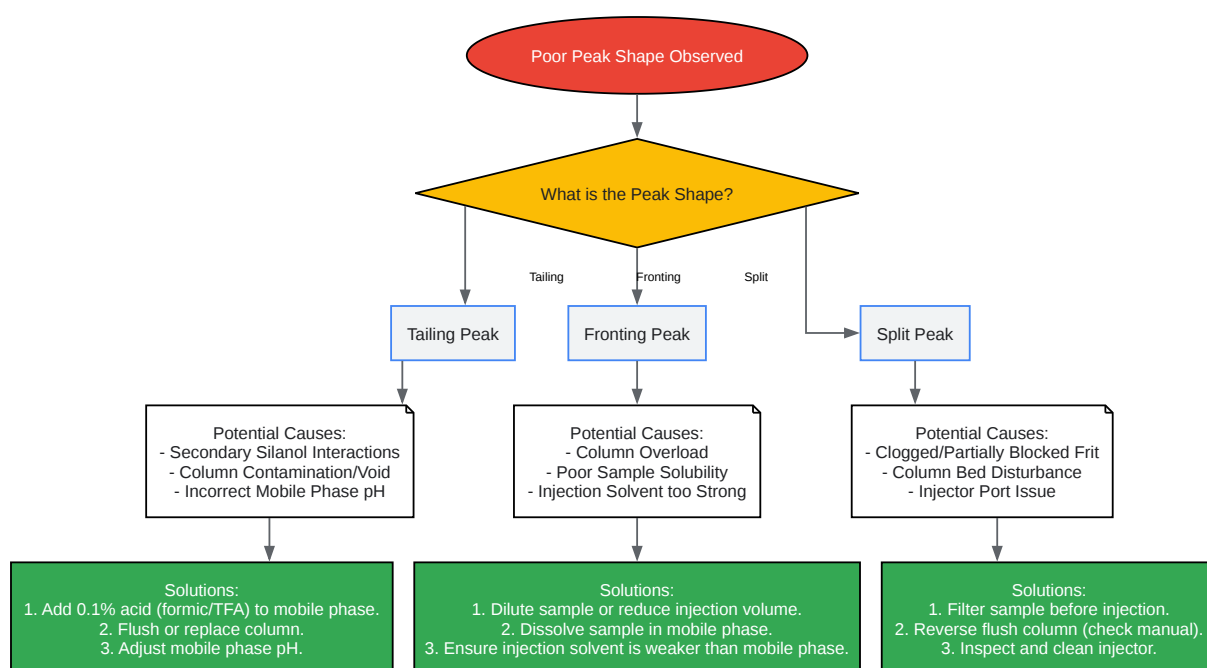 Poor Peak Shape Observed
What is the Peak Shape?
Tailing
Fronting
Split
Tailing Peak
Fronting Peak
Split Peak
Potential Causes:
- Secondary Silanol Interactions
- Column Contamination/Void
- Incorrect Mobile Phase pH
Potential Causes:
- Column Overload
- Poor Sample Solubility
- Injection Solvent too Strong
Potential Causes:
- Clogged/Partially Blocked Frit
- Column Bed Disturbance
- Injector Port Issue
Solutions:
1. Add 0.1% acid (formic/TFA) to mobile phase.
2. Flush or replace column.
3. Adjust mobile phase pH.
Solutions:
1. Dilute sample or reduce injection volume.
2. Dissolve sample in mobile phase.
3. Ensure injection solvent is weaker than mobile phase.
Solutions:
1. Filter sample before injection.
2. Reverse flush column (check manual).
3. Inspect and clean injector.